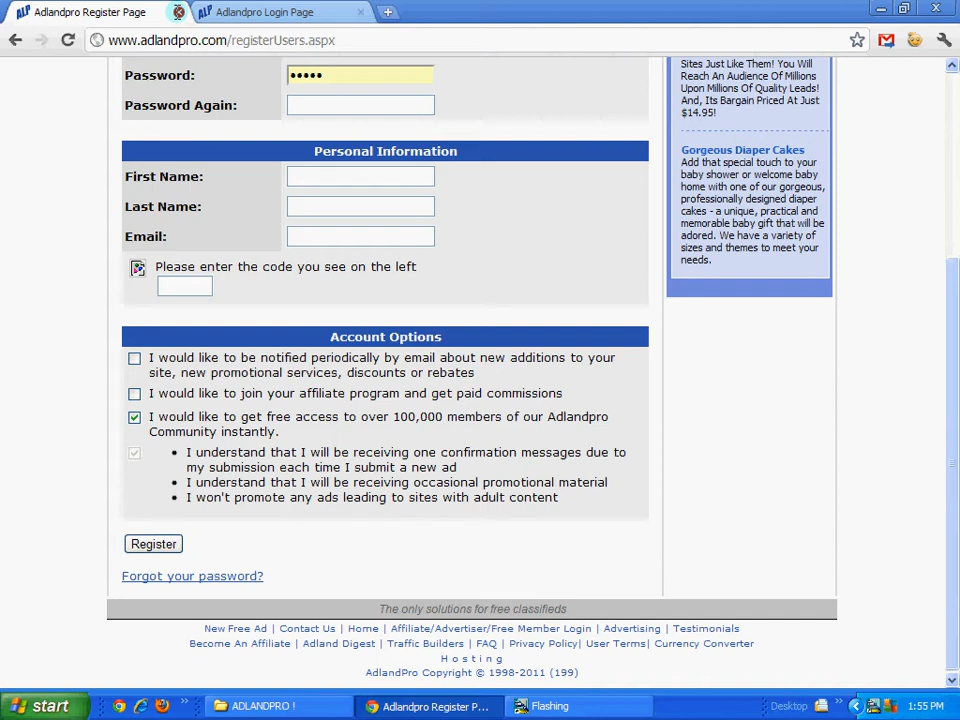 Adlandpro Register Page
Adlandpro Login Page
www.adlandpro.com/registerUsers.aspx
Password:
Password Again:
Personal Information
First Name:
Last Name:
Email:
Please enter the code you see on the left
Account Options
I would like to be notified periodically by email about new additions to your
site, new promotional services, discounts or rebates
I would like to join your affiliate program and get paid commissions
I would like to get free access to over 100,000 members of our Adlandpro
Community instantly.
• I understand that I will be receiving one confirmation messages due to
my submission each time I submit a new ad
• I understand that I will be receiving occasional promotional material
• I won't promote any ads leading to sites with adult content
Register
Forgot your password?
Sites Just Like Them! You Will
Reach An Audience Of Millions
Upon Millions Of Quality Leads!
And, Its Bargain Priced At Just
$14.95!
Gorgeous Diaper Cakes
Add that special touch to your
baby shower or welcome baby
home with one of our gorgeous,
professionally designed diaper
cakes - a unique, practical and
memorable baby gift that will be
adored. We have a variety of
sizes and themes to meet your
needs.
The only solutions for free classifieds
New Free Ad | Contact Us | Home | Affiliate/Advertiser/Free Member Login | Advertising | Testimonials
Become An Affiliate | Adland Digest | Traffic Builders | FAQ | Privacy Policy| User Terms| Currency Converter
Hosting
AdlandPro Copyright © 1998-2011 (199)
start
ADLANDPRO !
Adlandpro Register P...
Flashing
Desktop
1:55 PM